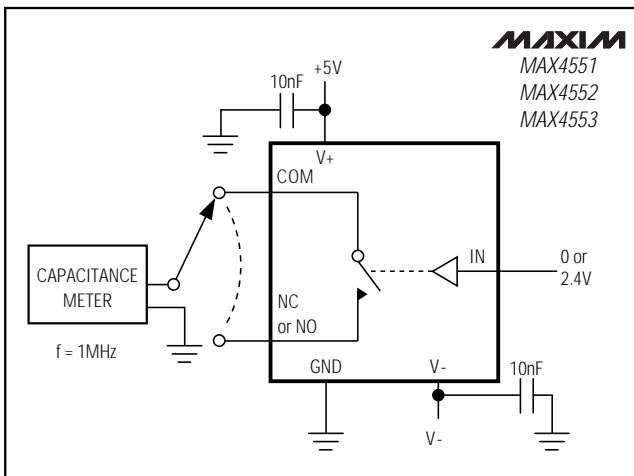 MAXIM
MAX4551
MAX4552
MAX4553
+5V
10nF
V+
COM
CAPACITANCE
METER
f = 1MHz
NC
or NO
IN
0 or
2.4V
GND
V-
10nF
V-